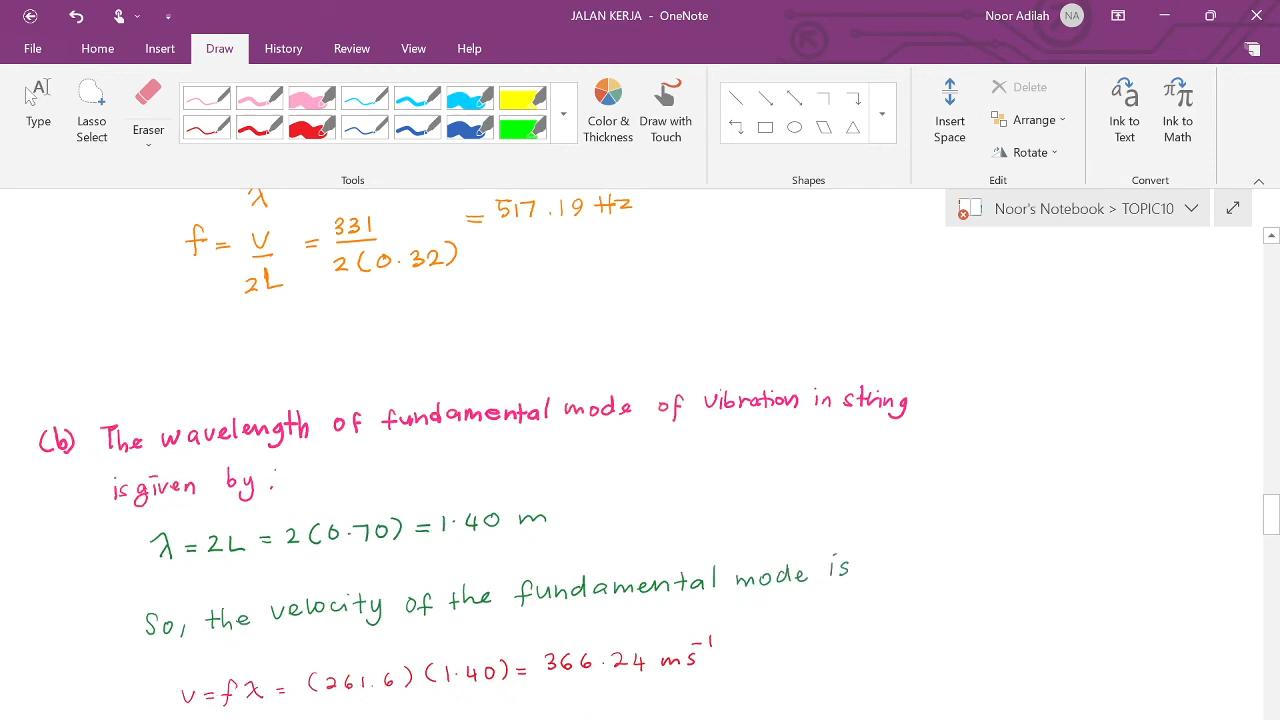 JALAN KERJA - OneNote
Noor Adilah NA
File Home Insert Draw History Review View Help
Type
Lasso Select
Eraser
Color & Thickness
Draw with Touch
Insert Space
Delete
Arrange
Rotate
Ink to Text
Ink to Math
Tools Shapes Edit Convert
Noor's Notebook > TOPIC10
λ
f = v/2L = 331/2(0.32) = 517.19 Hz
(b) The wavelength of fundamental mode of vibration in string
is given by :
λ = 2L = 2(0.70) = 1.40 m
So, the velocity of the fundamental mode is
v = fλ = (261.6)(1.40) = 366.24 ms⁻¹